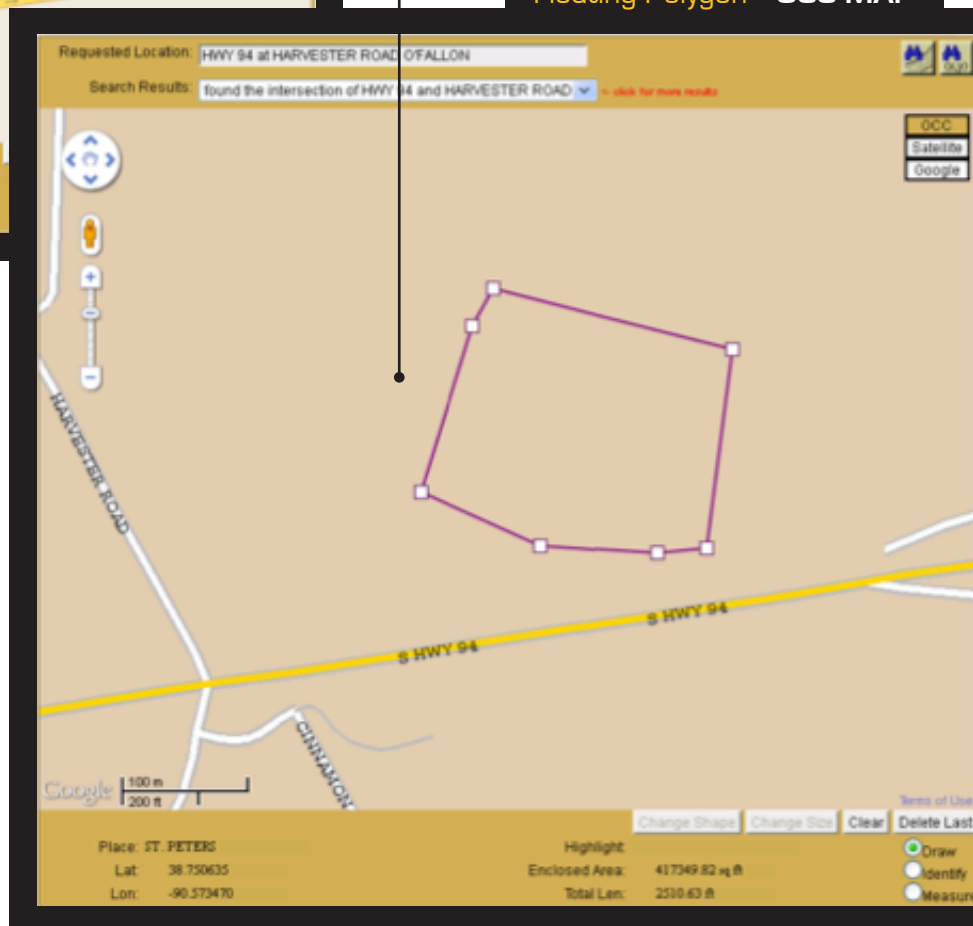 Floating Polygon - OCC MAP
Requested Location: HWY 94 at HARVESTER ROAD O'FALLON
Search Results: found the intersection of HWY 94 and HARVESTER ROAD <- click for more results
OCC
Satellite
Google
HARVESTER ROAD
S HWY 94
S HWY 94
CINNAMON
Google
100 m
200 ft
Terms of Use
Change Shape Change Size Clear Delete Last
Place: ST. PETERS
Lat: 38.750635
Lon: -90.573470
Highlight:
Enclosed Area: 417349.82 sq ft
Total Len: 2510.63 ft
Draw
Identify
Measure